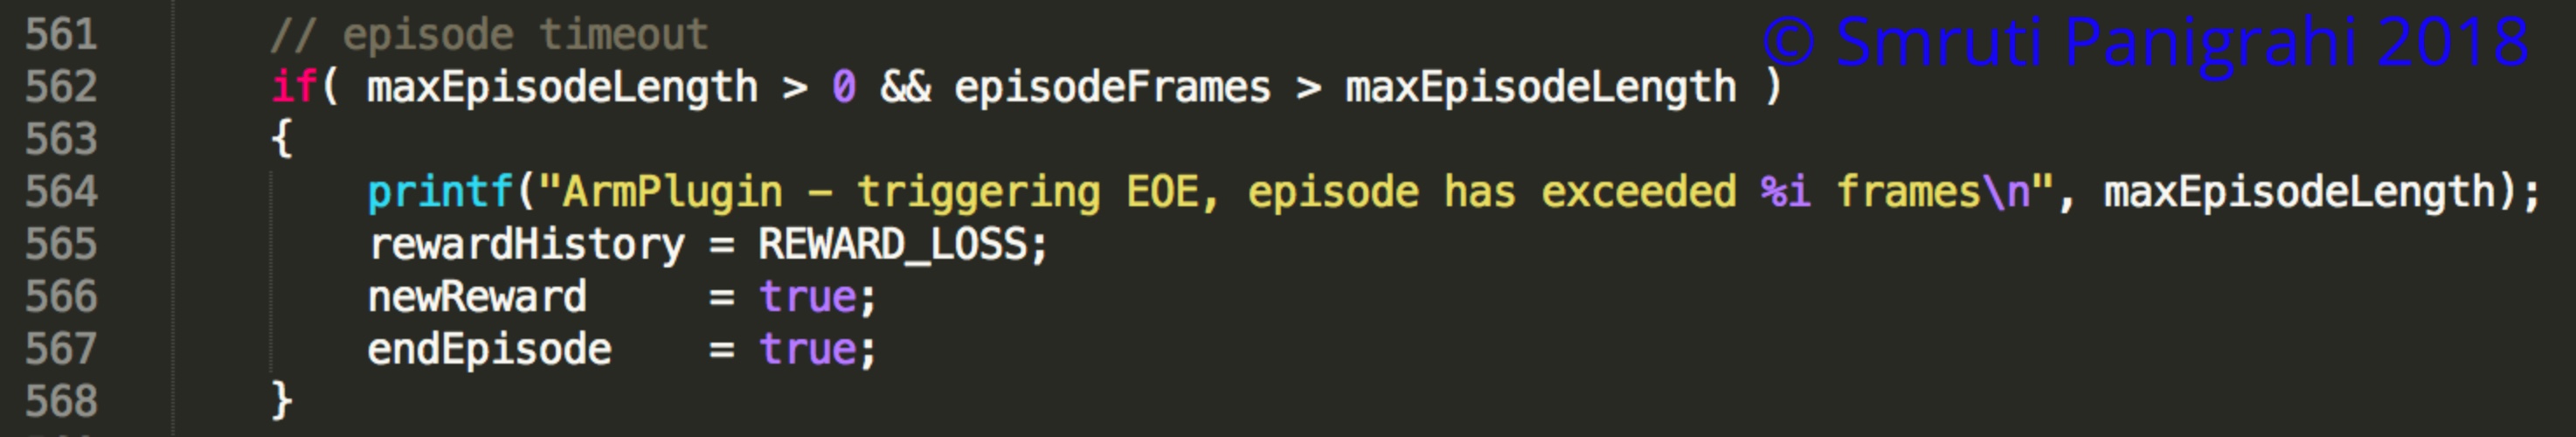 561 // episode timeout
© Smruti Panigrahi 2018
562 if( maxEpisodeLength > 0 && episodeFrames > maxEpisodeLength )
563 {
564 printf("ArmPlugin – triggering EOE, episode has exceeded %i frames\n", maxEpisodeLength);
565 rewardHistory = REWARD_LOSS;
566 newReward = true;
567 endEpisode = true;
568 }